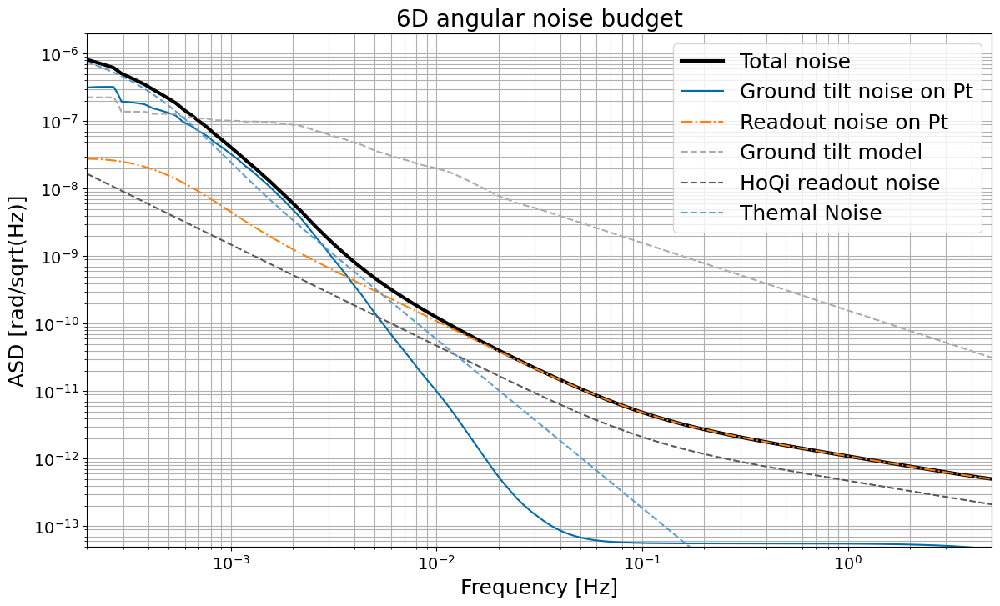 6D angular noise budget
Total noise
Ground tilt noise on Pt
Readout noise on Pt
Ground tilt model
HoQi readout noise
Themal Noise
ASD [rad/sqrt(Hz)]
10⁻⁶
10⁻⁷
10⁻⁸
10⁻⁹
10⁻¹⁰
10⁻¹¹
10⁻¹²
10⁻¹³
10⁻³
10⁻²
10⁻¹
10⁰
Frequency [Hz]